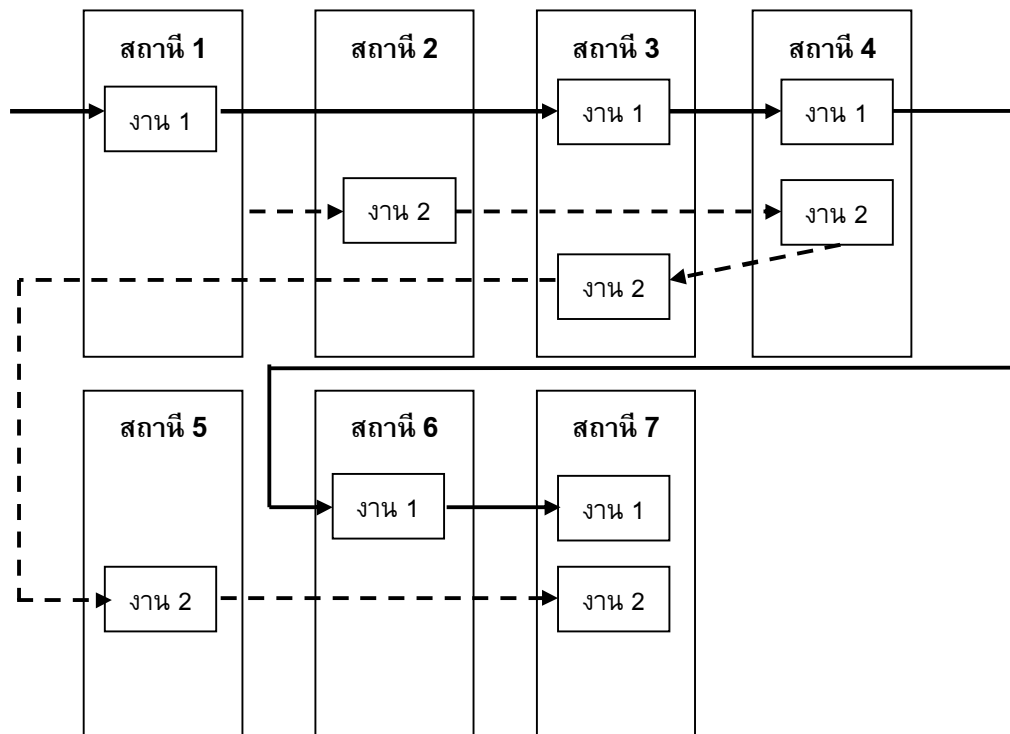 สถานี 1
สถานี 2
สถานี 3
สถานี 4
งาน 1
งาน 1
งาน 1
งาน 2
งาน 2
งาน 2
สถานี 5
สถานี 6
สถานี 7
งาน 1
งาน 1
งาน 2
งาน 2